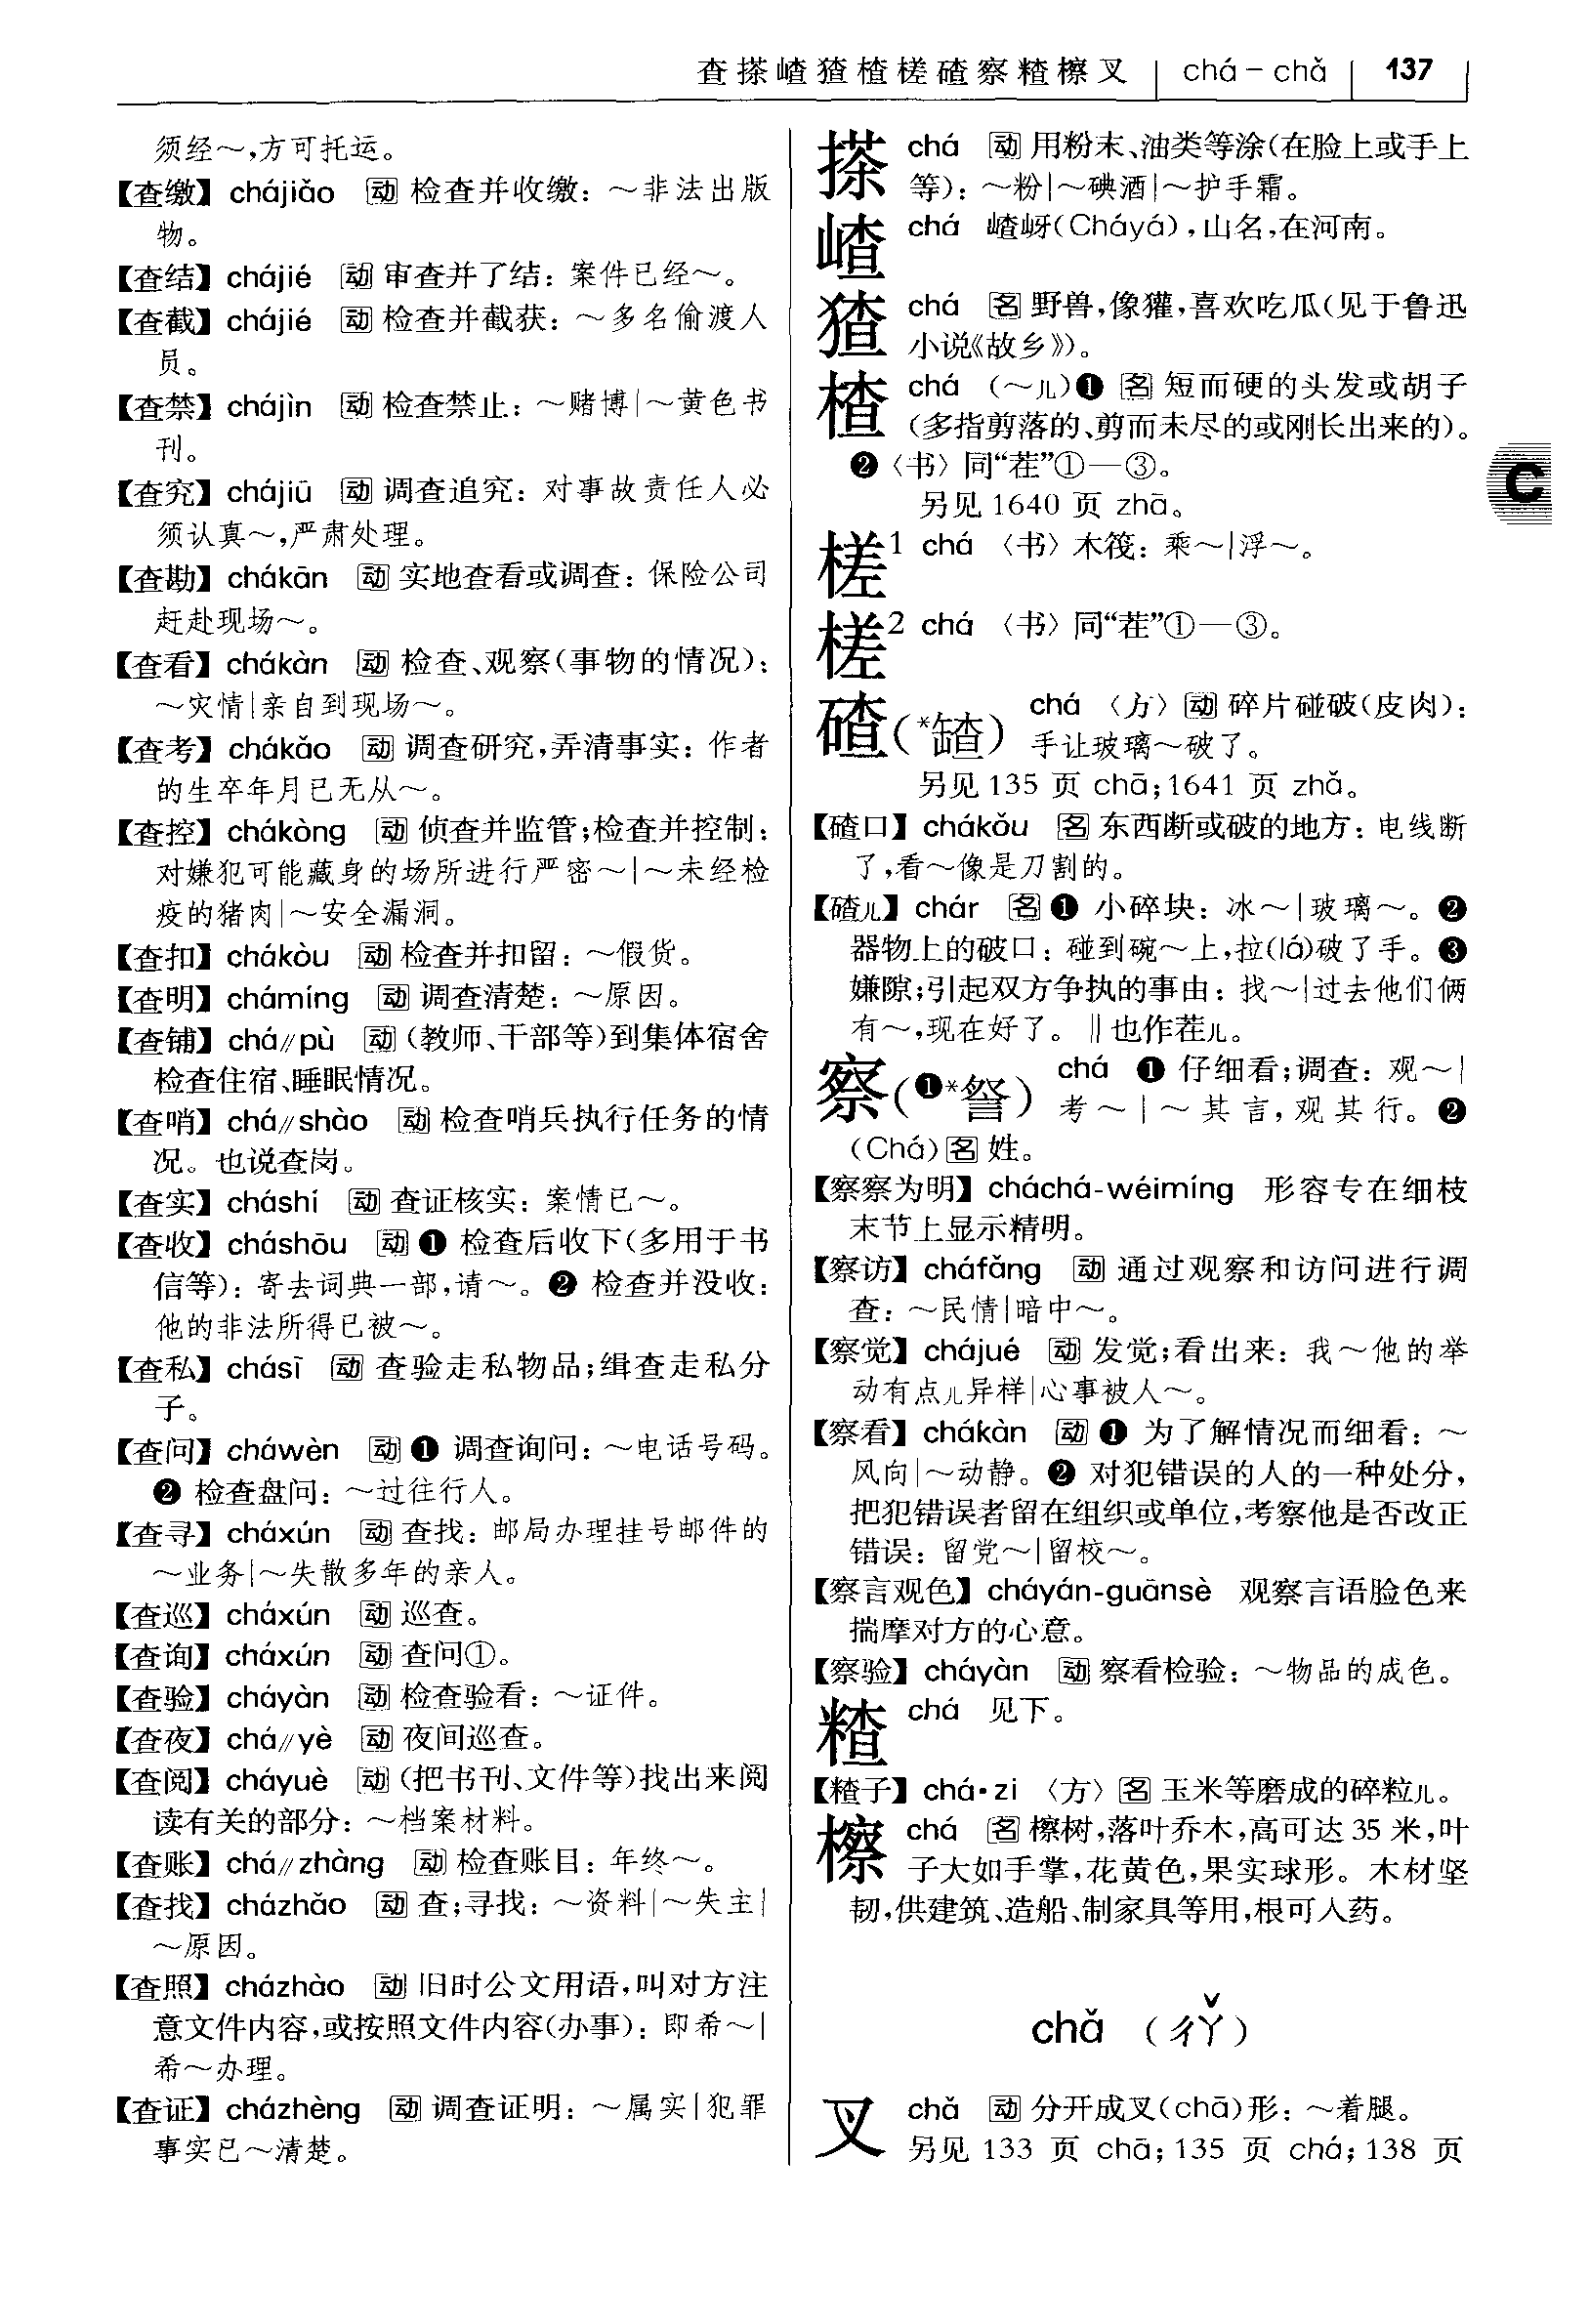 查搽嵖猹楂槎碴察䅊檫叉 chá－chǎ 137
须经～,方可托运。
【查缴】 chájiǎo 动 检查并收缴：～非法出版
物。
【查结】 chájié 动 审查并了结：案件已经～。
【查截】 chájié 动 检查并截获：～多名偷渡人
员。
【查禁】 chájìn 动 检查禁止：～赌博|～黄色书
刊。
【查究】 chájiū 动 调查追究：对事故责任人必
须认真～,严肃处理。
【查勘】 chákān 动 实地查看或调查：保险公司
赶赴现场～。
【查看】 chákàn 动 检查、观察(事物的情况)：
～灾情|亲自到现场～。
【查考】 chákǎo 动 调查研究,弄清事实：作者
的生卒年月已无从～。
【查控】 chákòng 动 侦查并监管;检查并控制：
对嫌犯可能藏身的场所进行严密～|～未经检
疫的猪肉|～安全漏洞。
【查扣】 chákòu 动 检查并扣留：～假货。
【查明】 chámíng 动 调查清楚：～原因。
【查铺】 chá//pù 动 (教师、干部等)到集体宿舍
检查住宿、睡眠情况。
【查哨】 chá//shào 动 检查哨兵执行任务的情
况。也说查岗。
【查实】 cháshí 动 查证核实：案情已～。
【查收】 cháshōu 动 ❶ 检查后收下(多用于书
信等)：寄去词典一部,请～。❷ 检查并没收：
他的非法所得已被～。
【查私】 chásī 动 查验走私物品;缉查走私分
子。
【查问】 cháwèn 动 ❶ 调查询问：～电话号码。
❷ 检查盘问：～过往行人。
【查寻】 cháxún 动 查找：邮局办理挂号邮件的
～业务|～失散多年的亲人。
【查巡】 cháxún 动 巡查。
【查询】 cháxún 动 查问①。
【查验】 cháyàn 动 检查验看：～证件。
【查夜】 chá//yè 动 夜间巡查。
【查阅】 cháyuè 动 (把书刊、文件等)找出来阅
读有关的部分：～档案材料。
【查账】 chá//zhàng 动 检查账目：年终～。
【查找】 cházhǎo 动 查;寻找：～资料|～失主|
～原因。
【查照】 cházhào 动 旧时公文用语,叫对方注
意文件内容,或按照文件内容(办事)：即希～|
希～办理。
【查证】 cházhèng 动 调查证明：～属实|犯罪
事实已～清楚。
搽 chá 动 用粉末、油类等涂(在脸上或手上
等)：～粉|～碘酒|～护手霜。
嵖 chá 嵖岈(Cháyá),山名,在河南。
猹 chá 名 野兽,像獾,喜欢吃瓜(见于鲁迅
小说《故乡》)。
楂 chá (～儿)❶ 名 短而硬的头发或胡子
(多指剪落的、剪而未尽的或刚长出来的)。
❷〈书〉同“茬”①—③。
另见 1640 页 zhā。
槎1 chá 〈书〉木筏：乘～|浮～。
槎2 chá 〈书〉同“茬”①—③。
碴(*𦉆) chá 〈方〉动 碎片碰破(皮肉)：
手让玻璃～破了。
另见 135 页 chā;1641 页 zhǎ。
【碴口】 chákǒu 名 东西断或破的地方：电线断
了,看～像是刀割的。
【碴儿】 chár 名 ❶ 小碎块：冰～|玻璃～。❷
器物上的破口：碰到碗～上,拉(lá)破了手。❸
嫌隙;引起双方争执的事由：找～|过去他们俩
有～,现在好了。‖也作茬儿。
察(❶*詧) chá ❶ 仔细看;调查：观～|
考～|～其言,观其行。❷
(Chá) 名 姓。
【察察为明】 cháchá-wéimíng 形容专在细枝
末节上显示精明。
【察访】 cháfǎng 动 通过观察和访问进行调
查：～民情|暗中～。
【察觉】 chájué 动 发觉;看出来：我～他的举
动有点儿异样|心事被人～。
【察看】 chákàn 动 ❶ 为了解情况而细看：～
风向|～动静。❷ 对犯错误的人的一种处分,
把犯错误者留在组织或单位,考察他是否改正
错误：留党～|留校～。
【察言观色】 cháyán-guānsè 观察言语脸色来
揣摩对方的心意。
【察验】 cháyàn 动 察看检验：～物品的成色。
𥻗 chá 见下。
【𥻗子】 chá·zi 〈方〉名 玉米等磨成的碎粒儿。
檫 chá 名 檫树,落叶乔木,高可达 35 米,叶
子大如手掌,花黄色,果实球形。木材坚
韧,供建筑、造船、制家具等用,根可入药。
C
chǎ (ㄔㄚˇ)
叉 chǎ 动 分开成叉(chā)形：～着腿。
另见 133 页 chā; 135 页 chá; 138 页